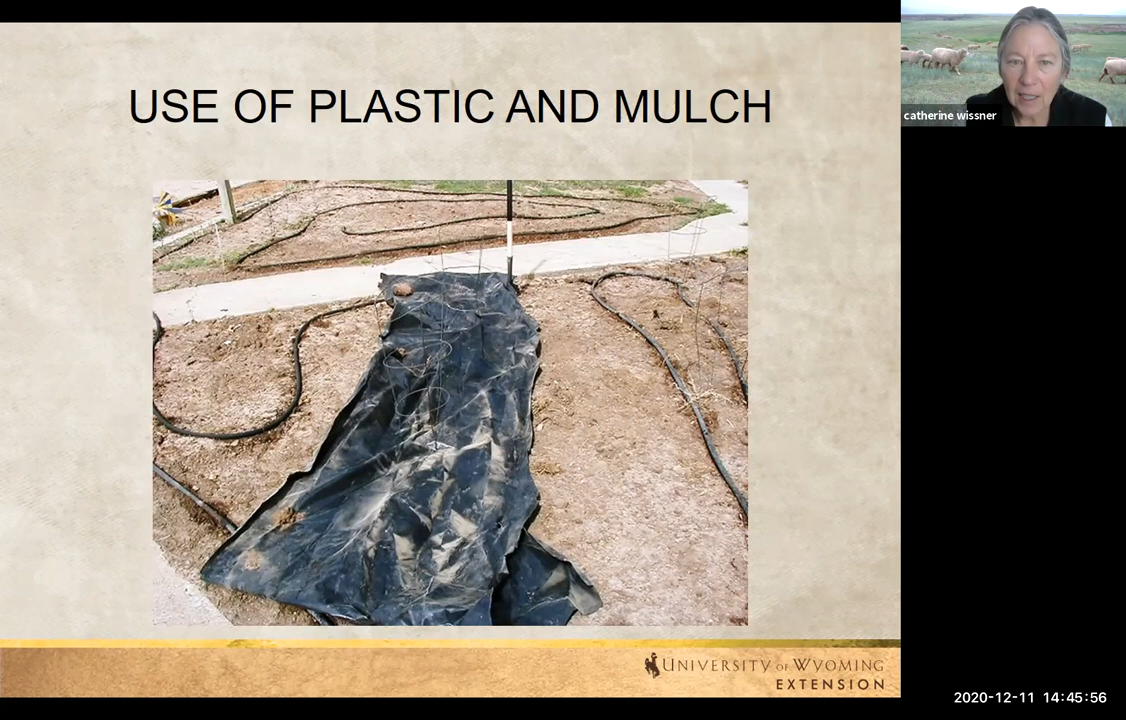 USE OF PLASTIC AND MULCH
catherine wissner
UNIVERSITY OF WYOMING
EXTENSION
2020-12-11 14:45:56